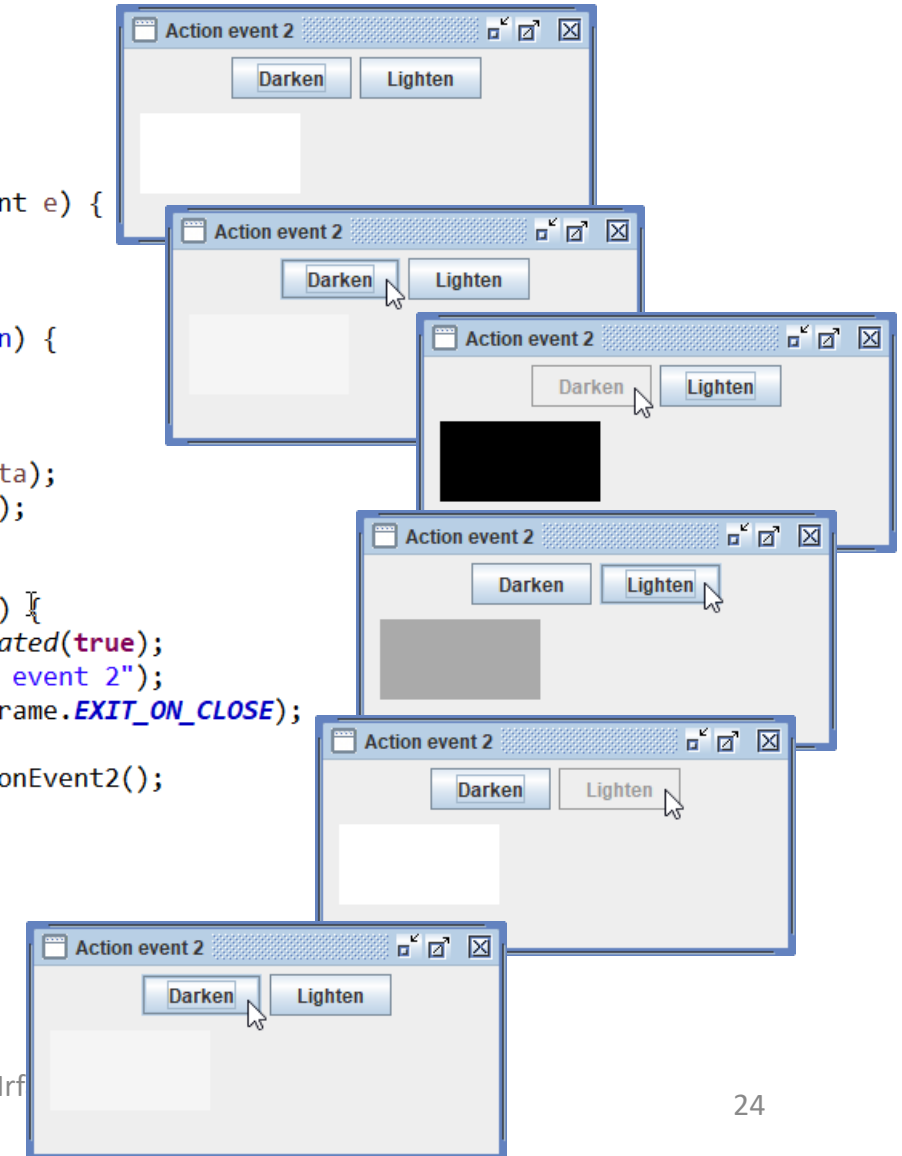 Action event 2
Darken Lighten
nt e) {
Action event 2
Darken Lighten
n) {
Action event 2
Darken Lighten
ta);
);
Action event 2
Darken Lighten
) {
ated(true);
event 2");
rame.EXIT_ON_CLOSE);
Action event 2
Darken Lighten
onEvent2();
Action event 2
Darken Lighten
Irf
24